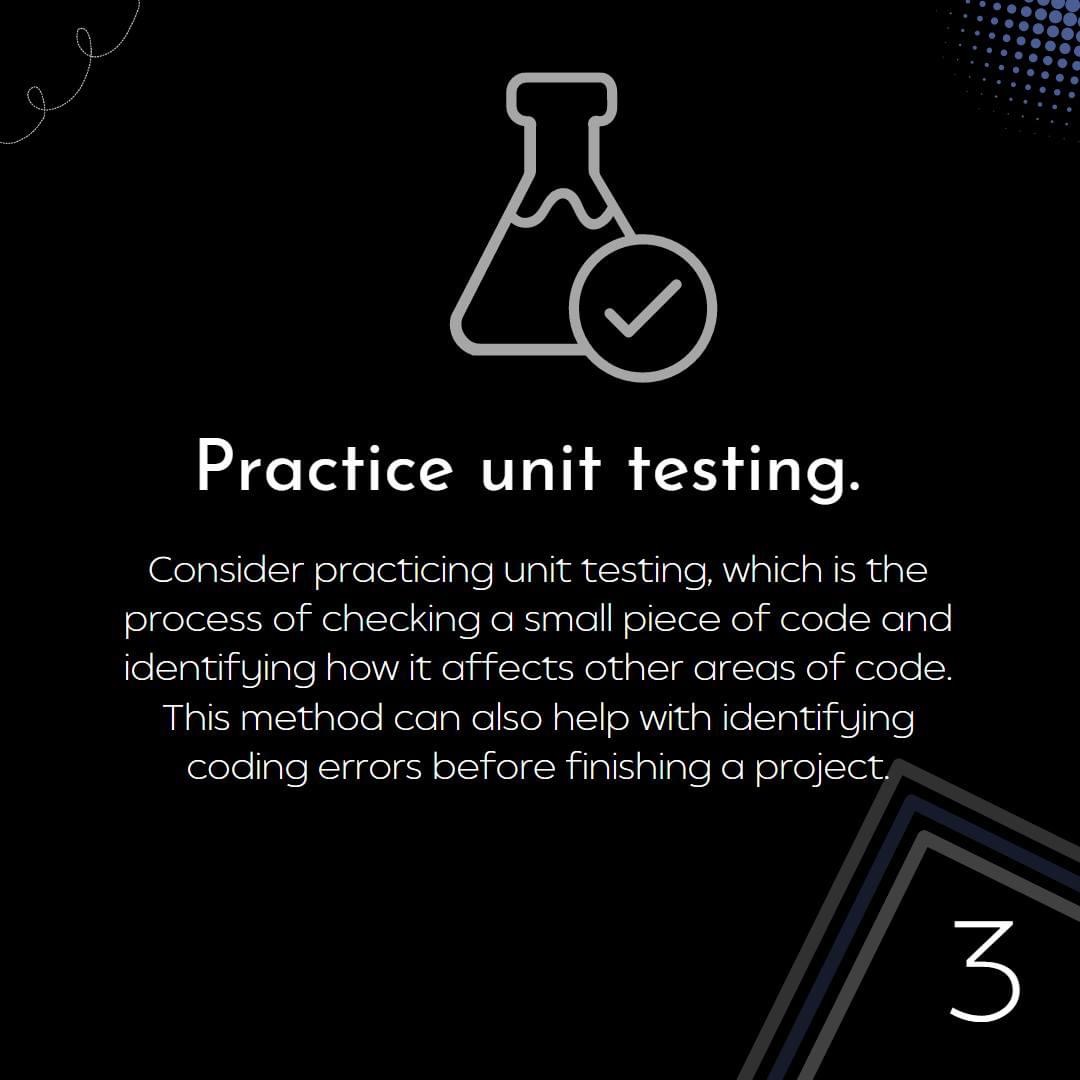 Practice unit testing.
Consider practicing unit testing, which is the
process of checking a small piece of code and
identifying how it affects other areas of code.
This method can also help with identifying
coding errors before finishing a project.
3